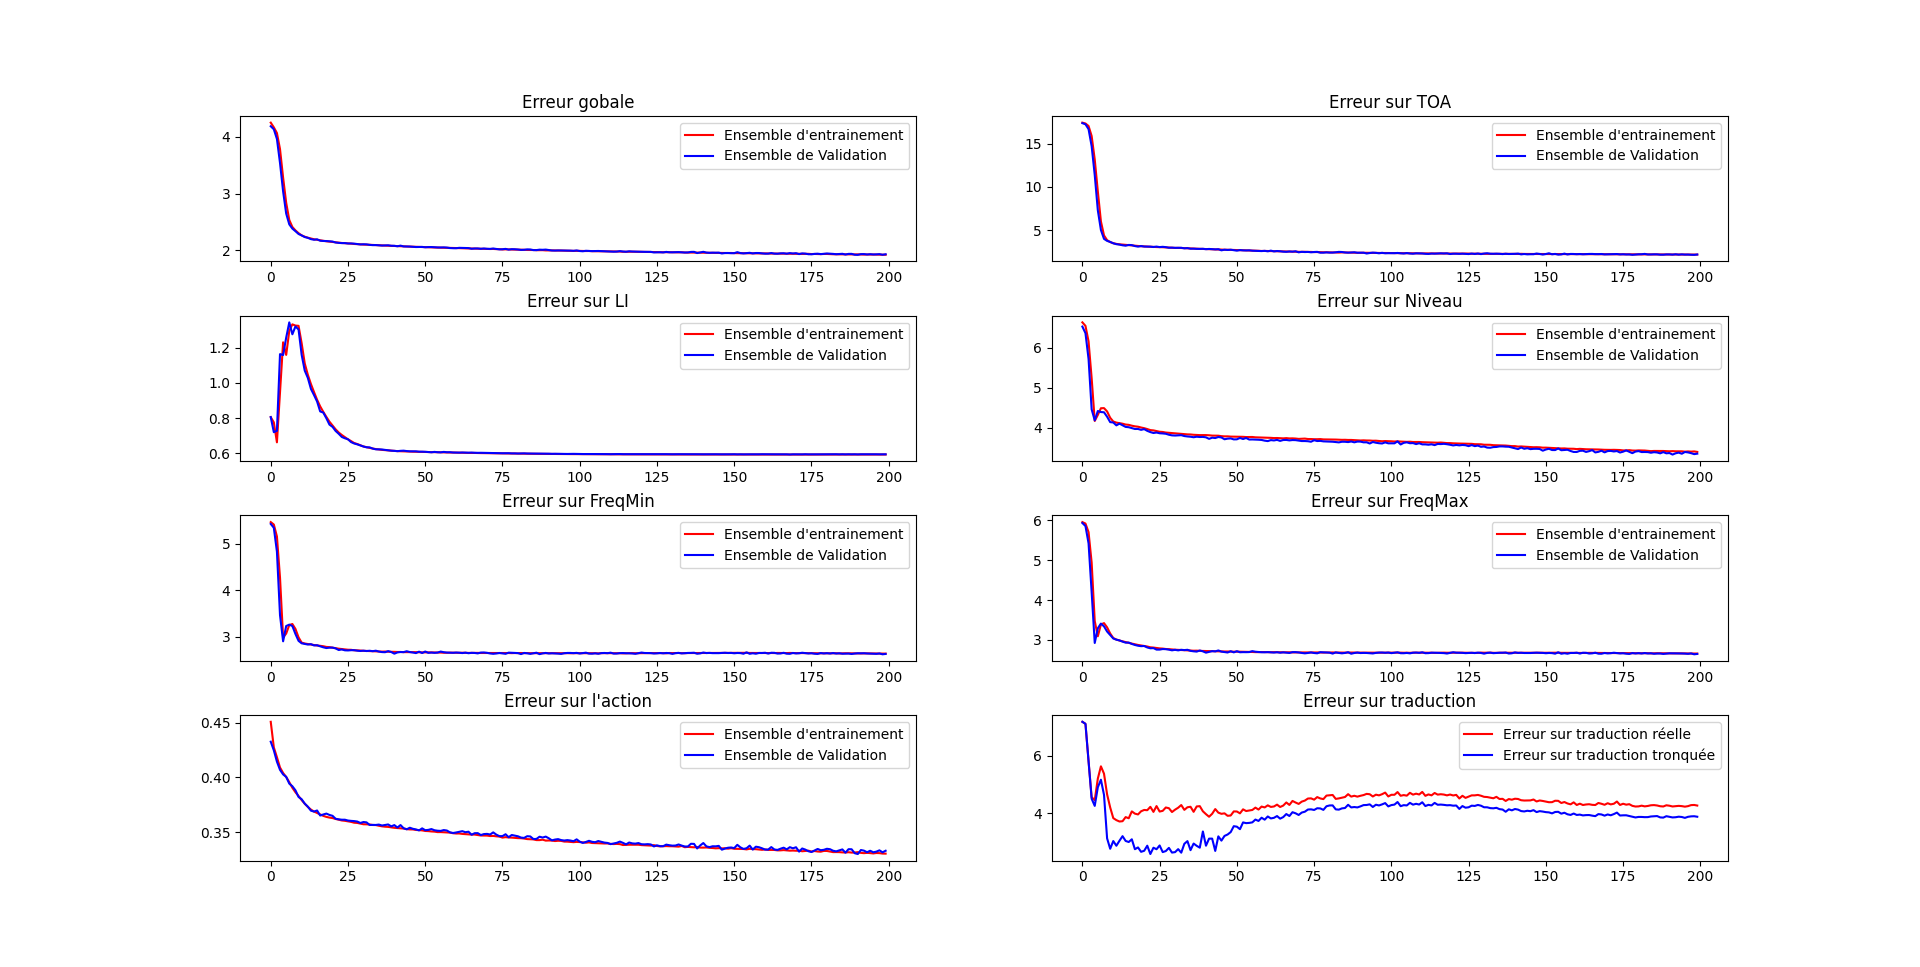 Erreur gobale
4
3
2
Ensemble d'entrainement
Ensemble de Validation
0 25 50 75 100 125 150 175 200
Erreur sur TOA
15
10
5
Ensemble d'entrainement
Ensemble de Validation
0 25 50 75 100 125 150 175 200
Erreur sur LI
1.2
1.0
0.8
0.6
Ensemble d'entrainement
Ensemble de Validation
0 25 50 75 100 125 150 175 200
Erreur sur Niveau
6
5
4
Ensemble d'entrainement
Ensemble de Validation
0 25 50 75 100 125 150 175 200
Erreur sur FreqMin
5
4
3
Ensemble d'entrainement
Ensemble de Validation
0 25 50 75 100 125 150 175 200
Erreur sur FreqMax
6
5
4
3
Ensemble d'entrainement
Ensemble de Validation
0 25 50 75 100 125 150 175 200
Erreur sur l'action
0.45
0.40
0.35
Ensemble d'entrainement
Ensemble de Validation
0 25 50 75 100 125 150 175 200
Erreur sur traduction
6
4
Erreur sur traduction réelle
Erreur sur traduction tronquée
0 25 50 75 100 125 150 175 200